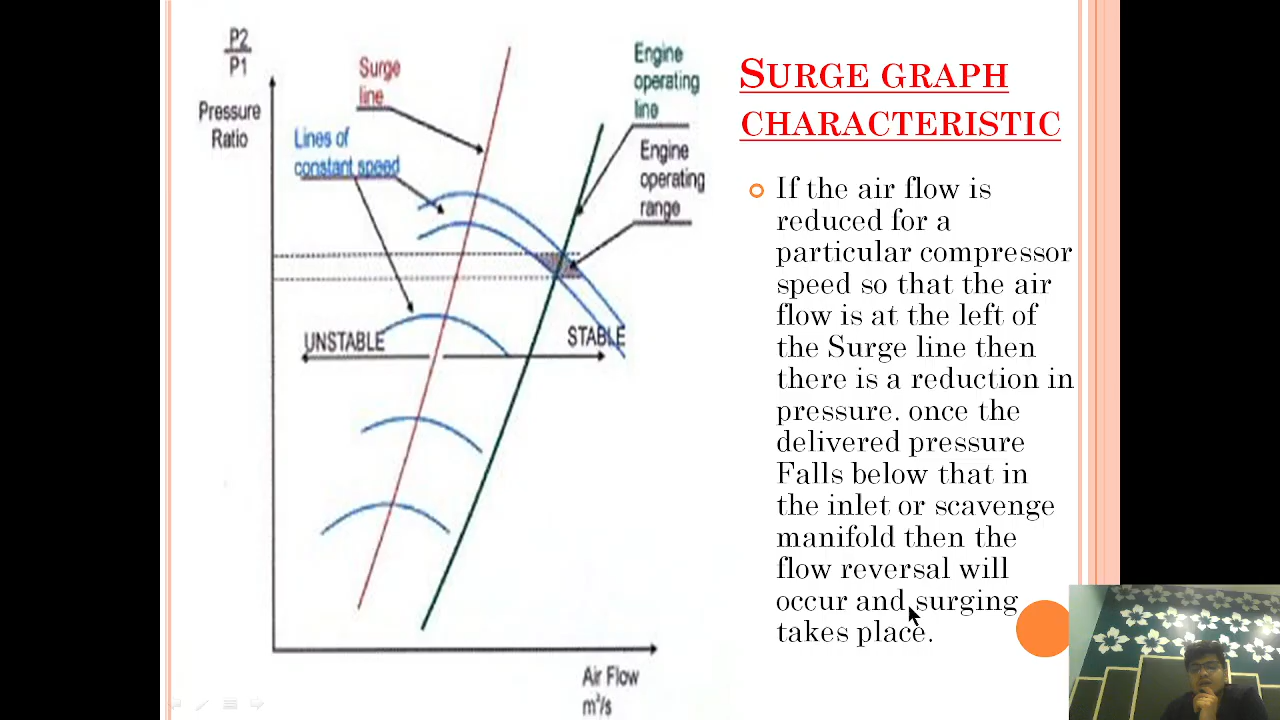 P2
P1
Pressure
Ratio
Surge
line
Lines of
constant speed
Engine
operating
line
Engine
operating
range
UNSTABLE
STABLE
Air Flow
m³/s
SURGE GRAPH
CHARACTERISTIC
If the air flow is
reduced for a
particular compressor
speed so that the air
flow is at the left of
the Surge line then
there is a reduction in
pressure. once the
delivered pressure
Falls below that in
the inlet or scavenge
manifold then the
flow reversal will
occur and surging
takes place.